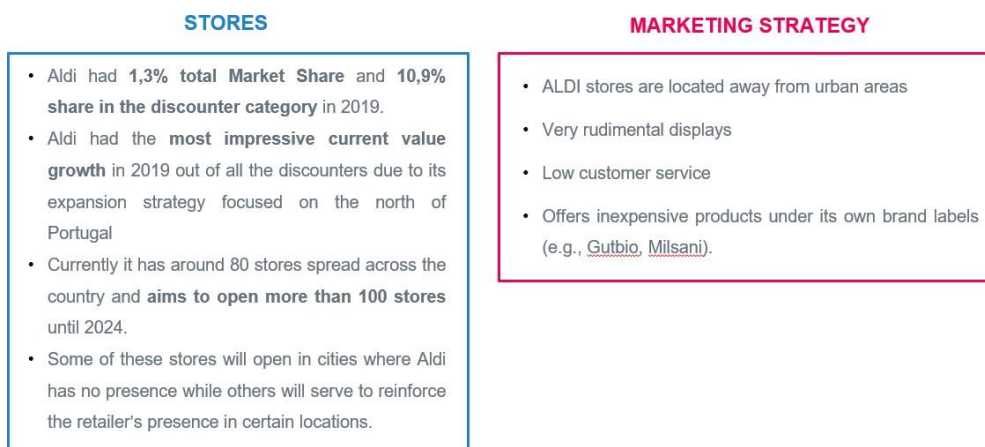 STORES
• Aldi had 1,3% total Market Share and 10,9%
share in the discounter category in 2019.
• Aldi had the most impressive current value
growth in 2019 out of all the discounters due to its
expansion strategy focused on the north of
Portugal
• Currently it has around 80 stores spread across the
country and aims to open more than 100 stores
until 2024.
• Some of these stores will open in cities where Aldi
has no presence while others will serve to reinforce
the retailer's presence in certain locations.
MARKETING STRATEGY
• ALDI stores are located away from urban areas
• Very rudimental displays
• Low customer service
• Offers inexpensive products under its own brand labels
(e.g., Gutbio, Milsani).